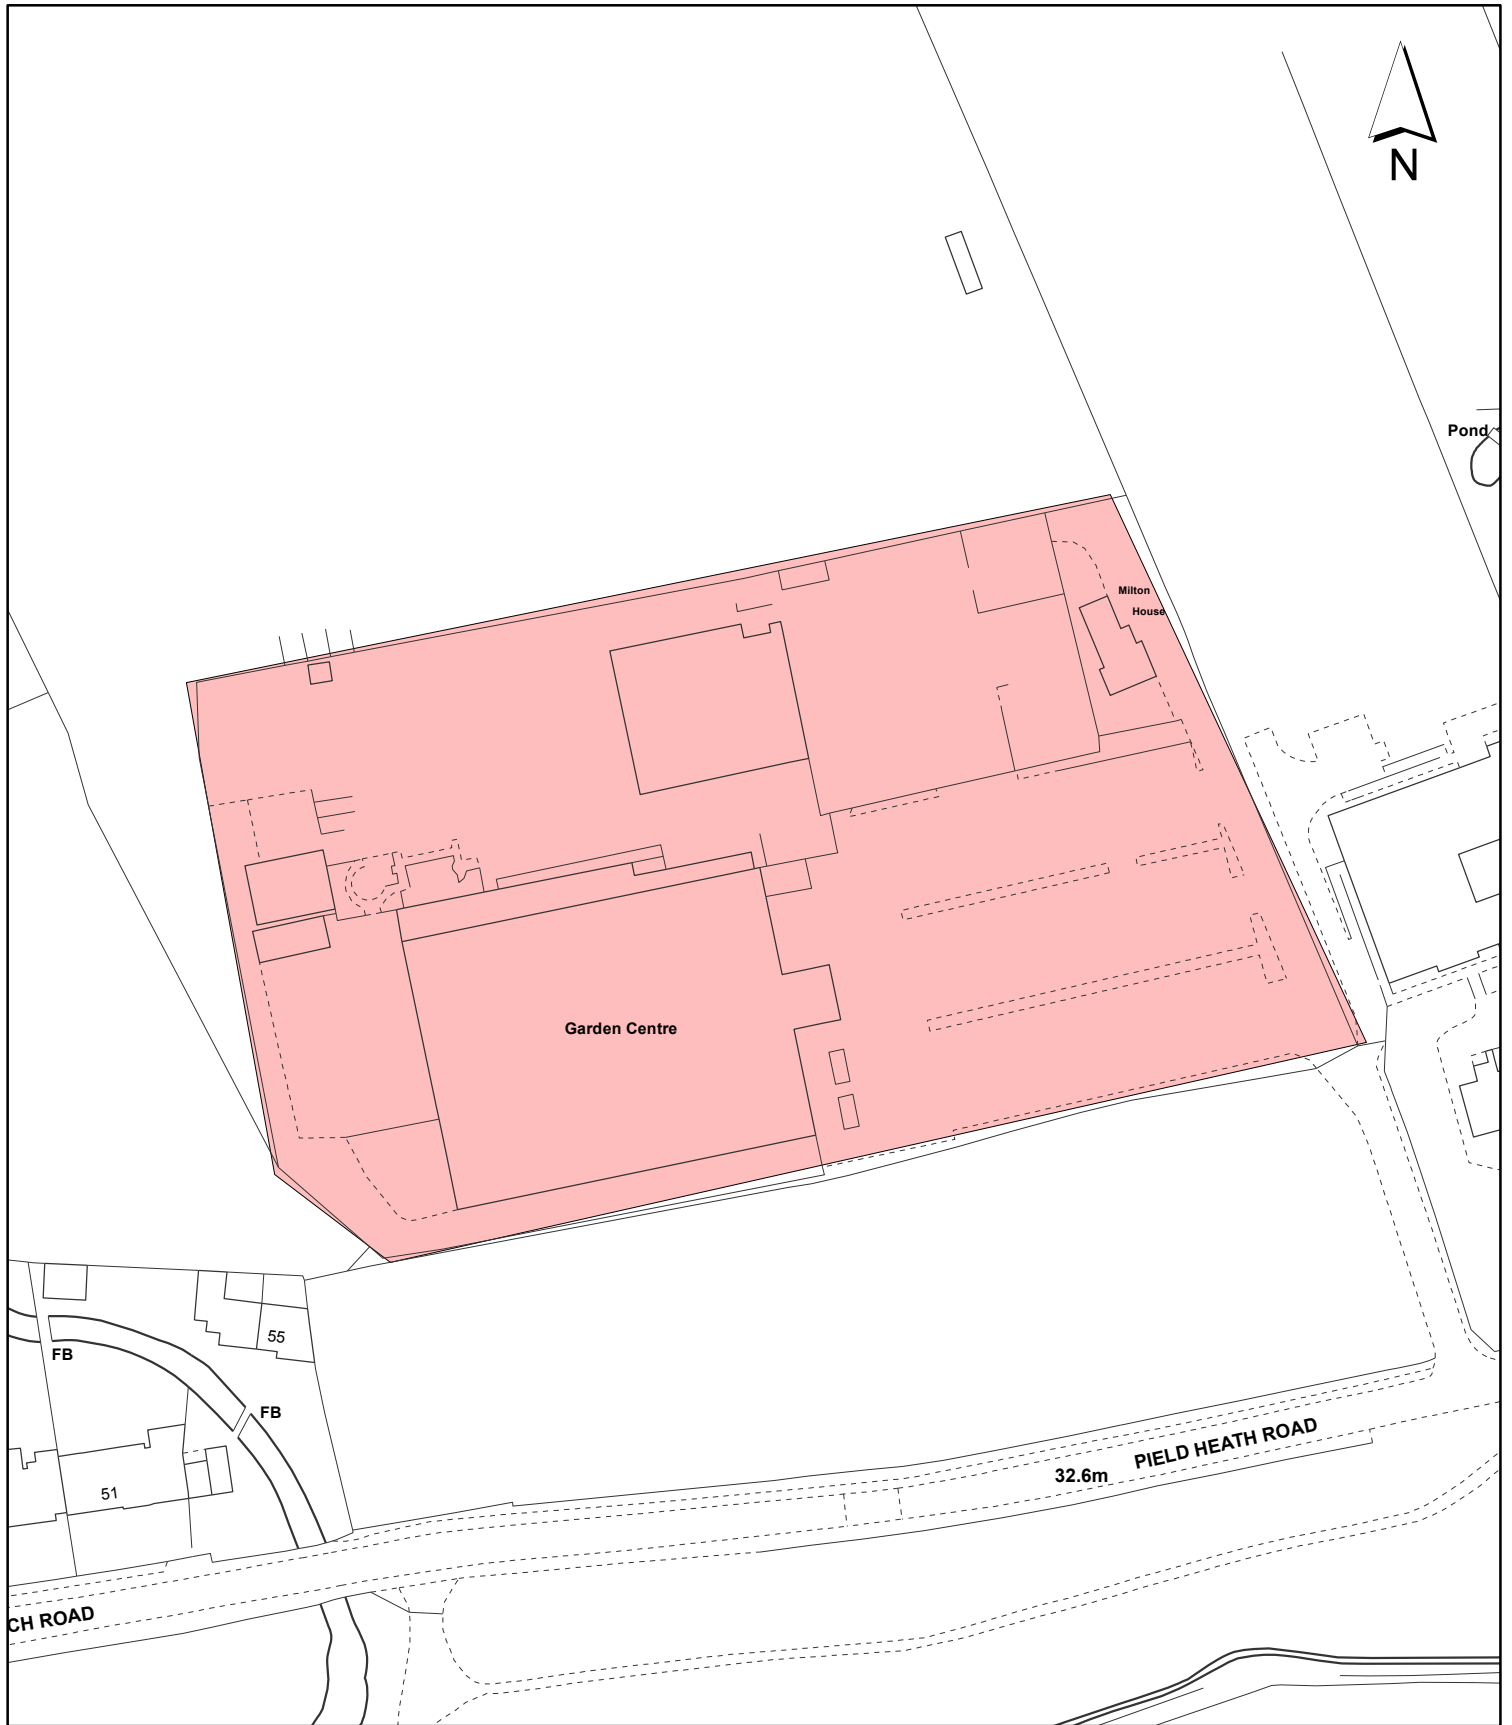 N
Pond
Milton
House
Garden Centre
55
FB
FB
PIELD HEATH ROAD
32.6m
51
CH ROAD